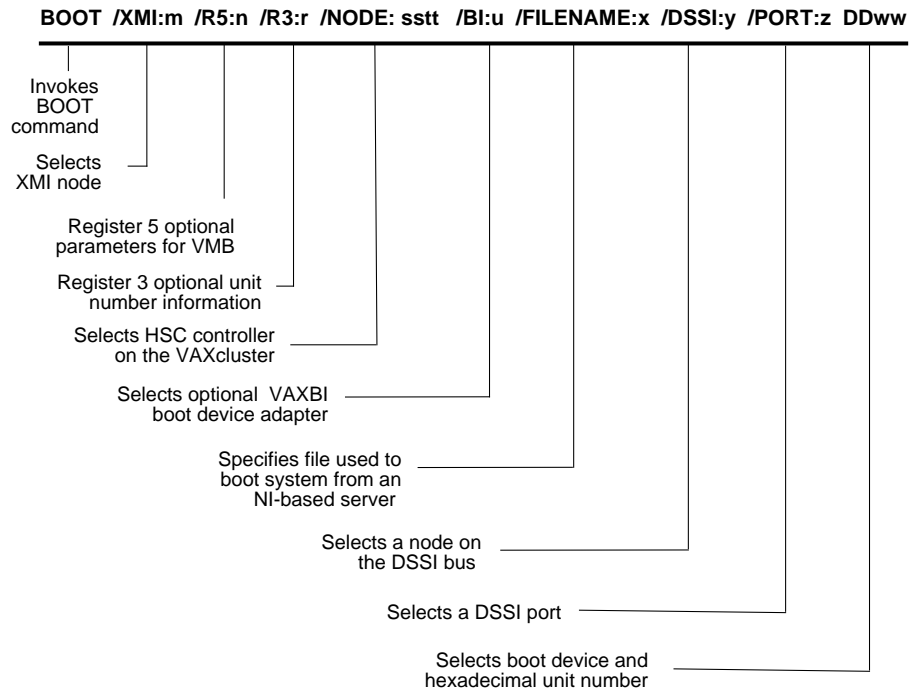 BOOT /XMI:m /R5:n /R3:r /NODE: sstt /BI:u /FILENAME:x /DSSI:y /PORT:z DDww
Invokes
BOOT
command
Selects
XMI node
Register 5 optional
parameters for VMB
Register 3 optional unit
number information
Selects HSC controller
on the VAXcluster
Selects optional VAXBI
boot device adapter
Specifies file used to
boot system from an
NI-based server
Selects a node on
the DSSI bus
Selects a DSSI port
Selects boot device and
hexadecimal unit number